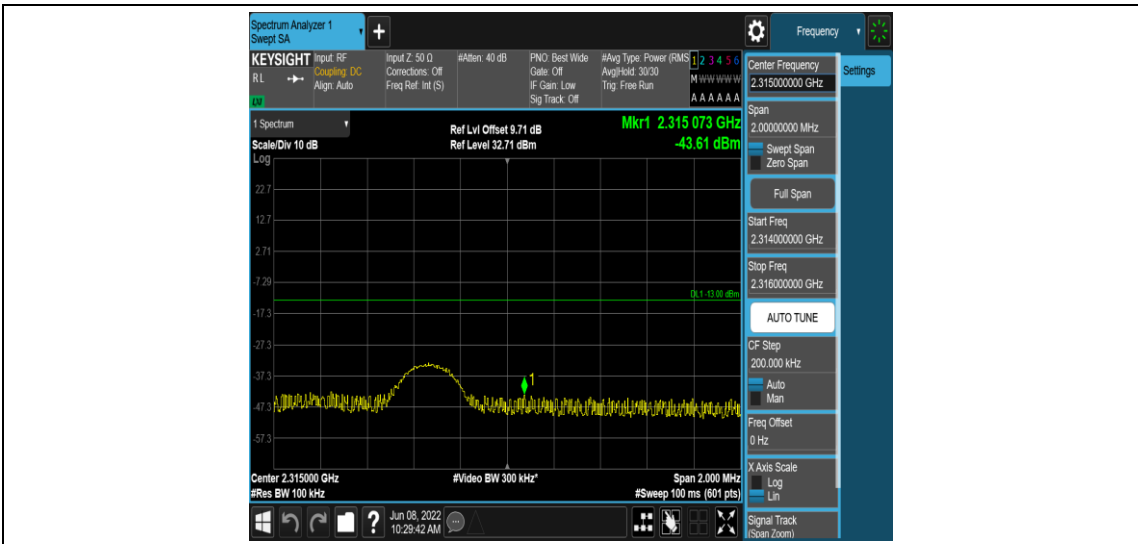 Spectrum Analyzer 1
Swept SA
+
Frequency
KEYSIGHT
RL
LXI
Input: RF
Coupling: DC
Align: Auto
Input Z: 50 Ω
Corrections: Off
Freq Ref: Int (S)
#Atten: 40 dB
PNO: Best Wide
Gate: Off
IF Gain: Low
Sig Track: Off
#Avg Type: Power (RMS
Avg|Hold: 30/30
Trig: Free Run
1 2 3 4 5 6
M W W W W W
A A A A A A
Center Frequency
2.315000000 GHz
Settings
1 Spectrum
Scale/Div 10 dB
Ref Lvl Offset 9.71 dB
Ref Level 32.71 dBm
Mkr1 2.315 073 GHz
-43.61 dBm
Span
2.00000000 MHz
Swept Span
Zero Span
Full Span
Start Freq
2.314000000 GHz
Stop Freq
2.316000000 GHz
AUTO TUNE
CF Step
200.000 kHz
Auto
Man
Freq Offset
0 Hz
X Axis Scale
Log
Lin
Signal Track
(Span Zoom)
Log
22.7
12.7
2.71
-7.29
DL1 -13.00 dBm
-17.3
-27.3
-37.3
1
-47.3
-57.3
Center 2.315000 GHz
#Video BW 300 kHz*
Span 2.000 MHz
#Res BW 100 kHz
#Sweep 100 ms (601 pts)
?
Jun 08, 2022
10:29:42 AM